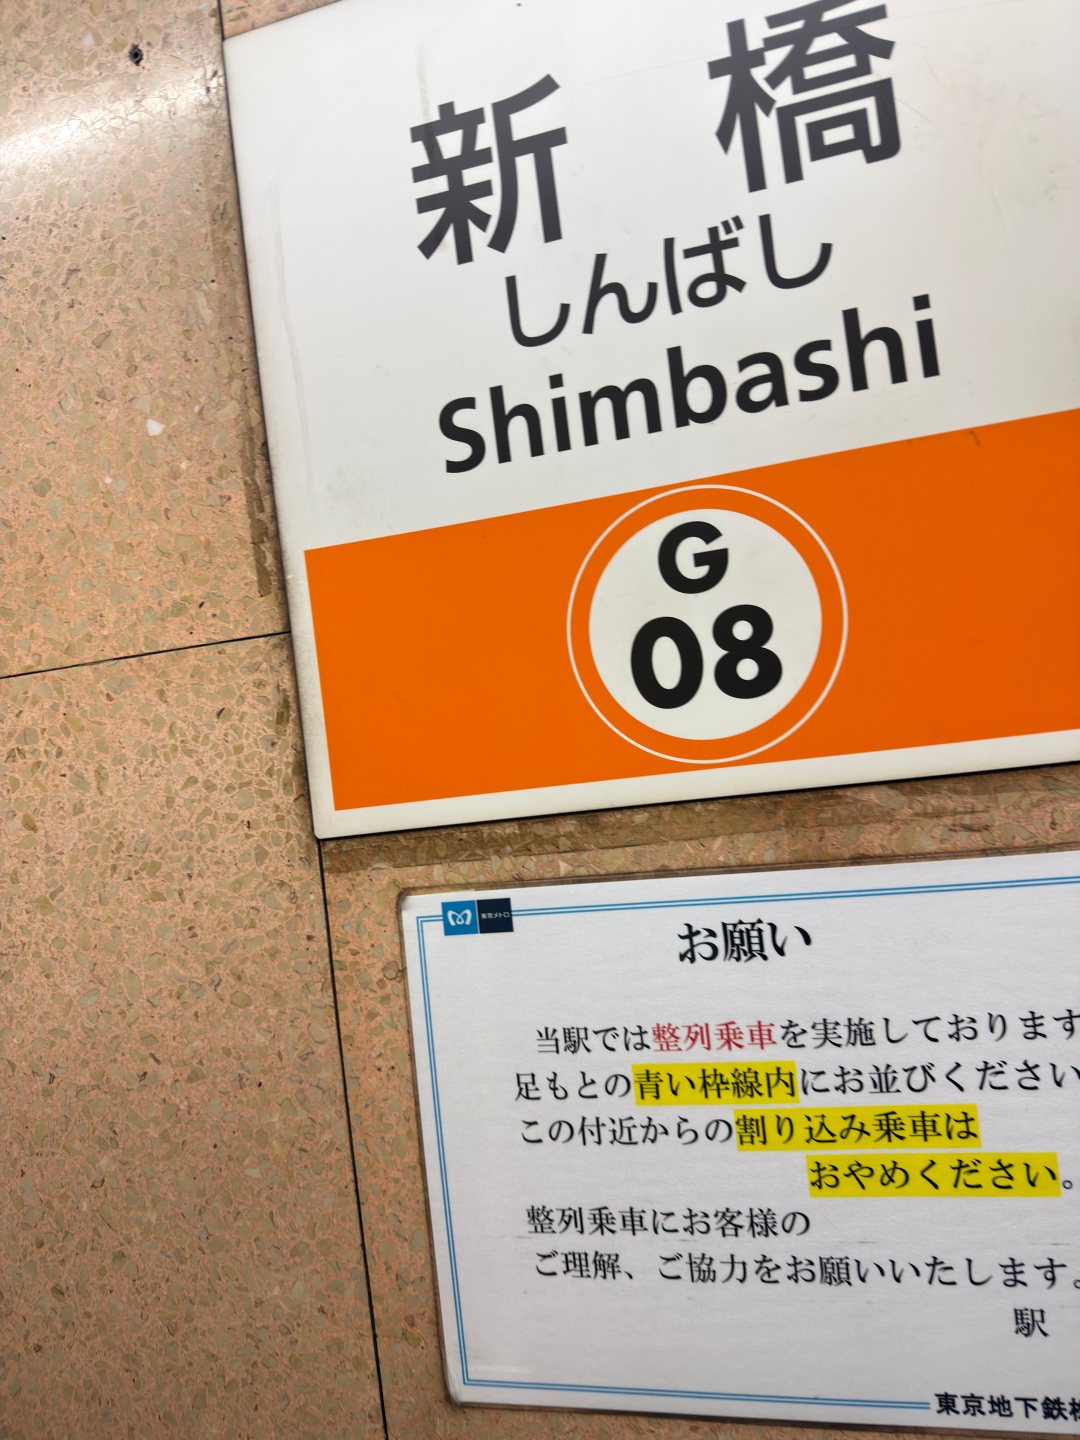 新橋
しんばし
Shimbashi
G
08
東京メトロ
お願い
当駅では整列乗車を実施しております
足もとの青い枠線内にお並びください
この付近からの割り込み乗車は
おやめください。
整列乗車にお客様の
ご理解、ご協力をお願いいたします。
駅
東京地下鉄株